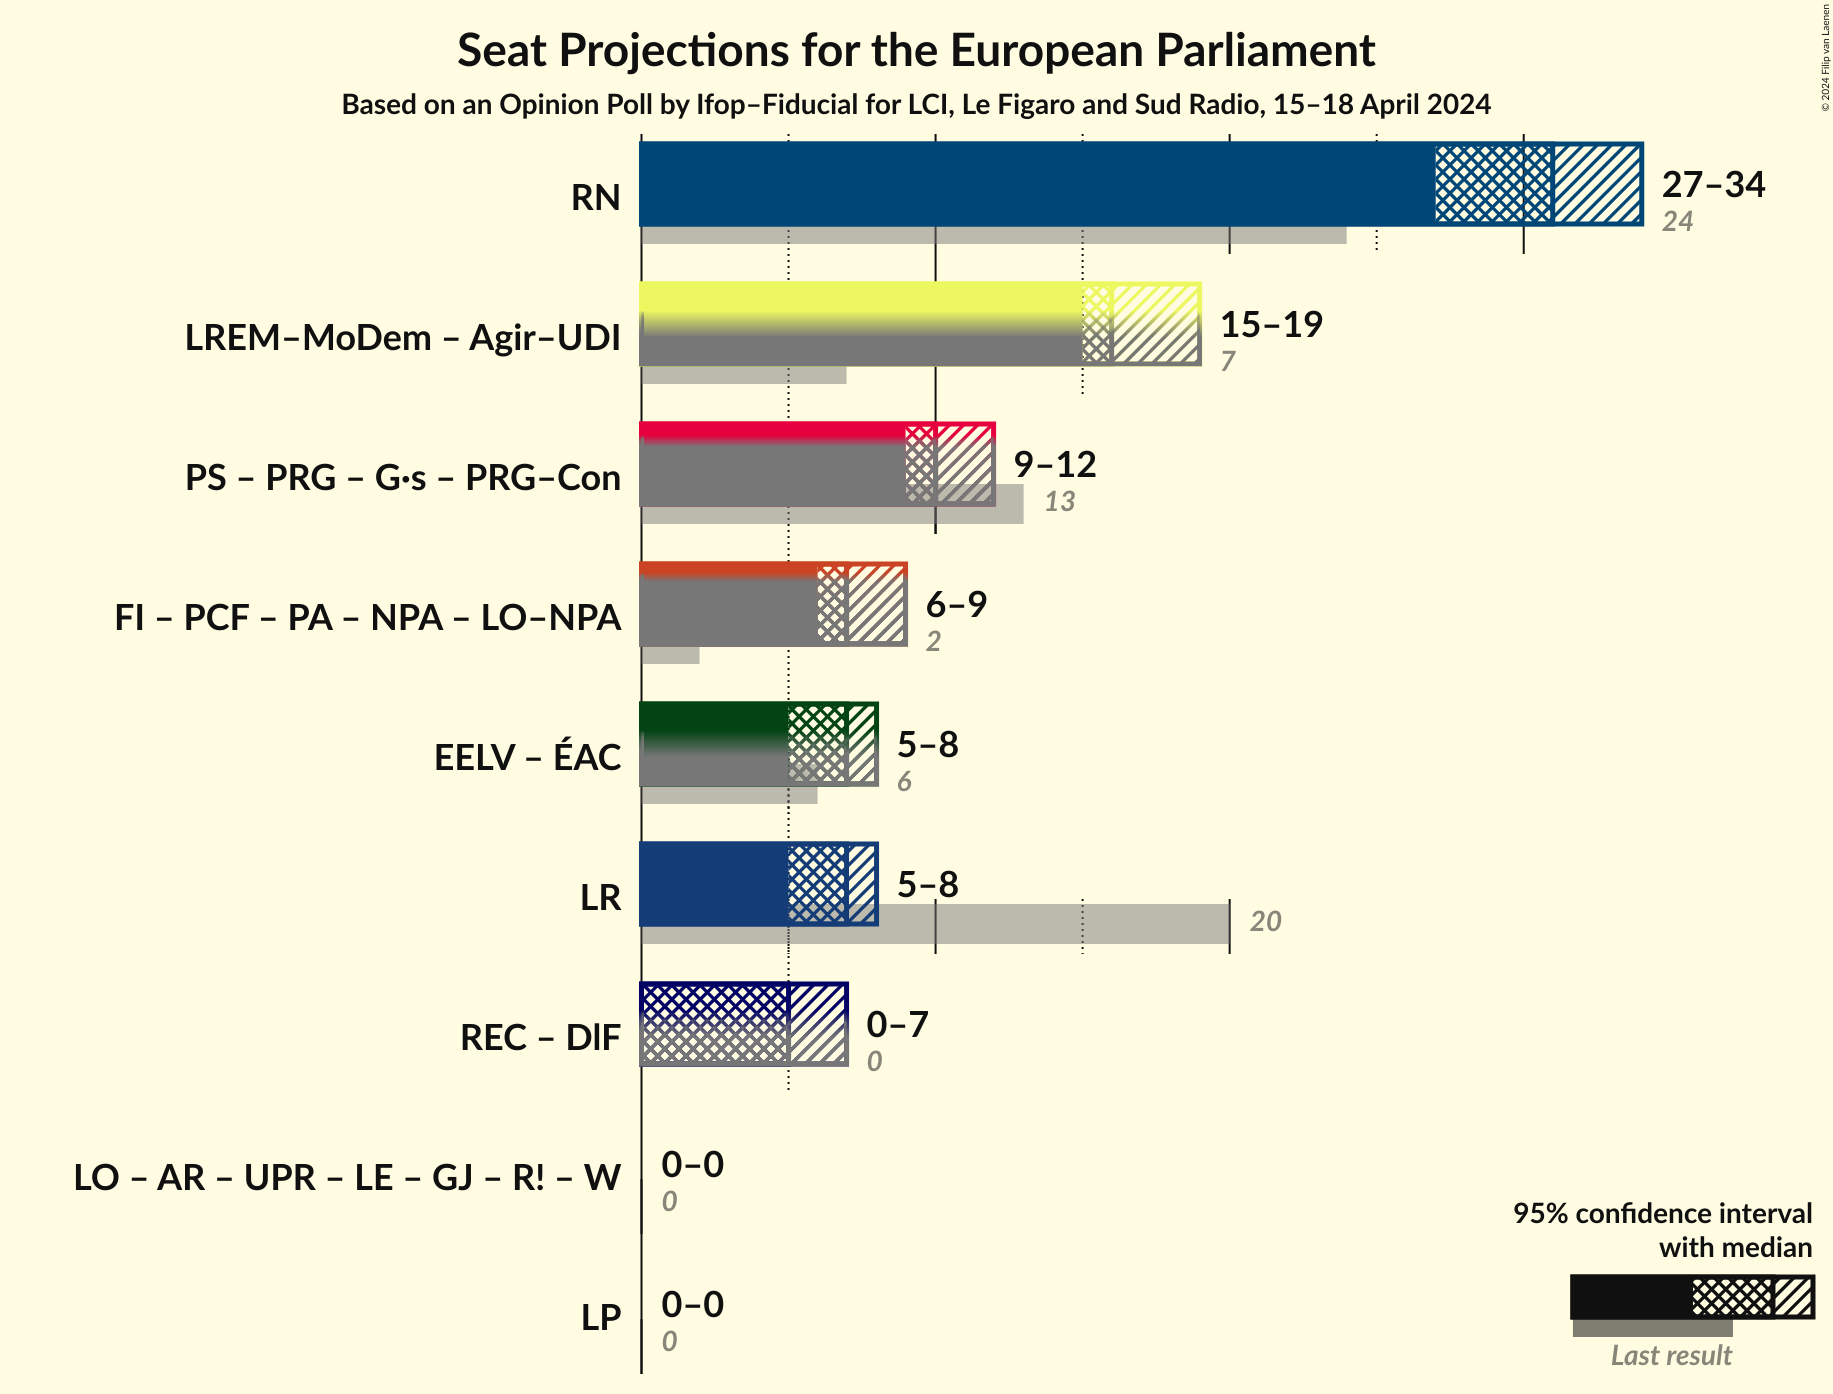 Seat Projections for the European Parliament
Based on an Opinion Poll by Ifop–Fiducial for LCI, Le Figaro and Sud Radio, 15–18 April 2024
© 2024 Filip van Laenen
RN
27–34
24
LREM–MoDem – Agir–UDI
15–19
7
PS – PRG – G·s – PRG–Con
9–12
13
FI – PCF – PA – NPA – LO–NPA
6–9
2
EELV – ÉAC
5–8
6
LR
5–8
20
REC – DlF
0–7
0
LO – AR – UPR – LE – GJ – R! – W
0–0
0
LP
0–0
0
95% confidence interval
with median
Last result